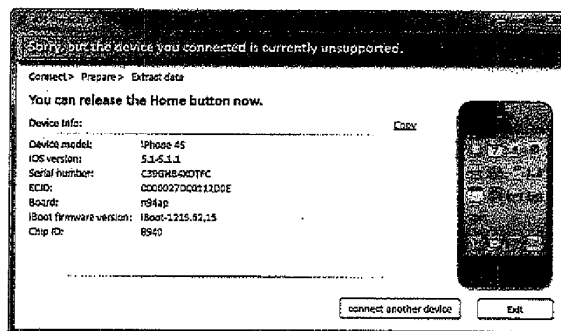 Sorry, but the device you connected is currently unsupported.
Connect> Prepare> Extract data
You can release the Home button now.
Device Info: Copy
Device model: iPhone 4S
iOS version: 5.1-5.1.1
Serial number:
ECID:
Board: n94ap
iBoot firmware version: iBoot-1219.62.15
Chip ID: 8940
connect another device Exit